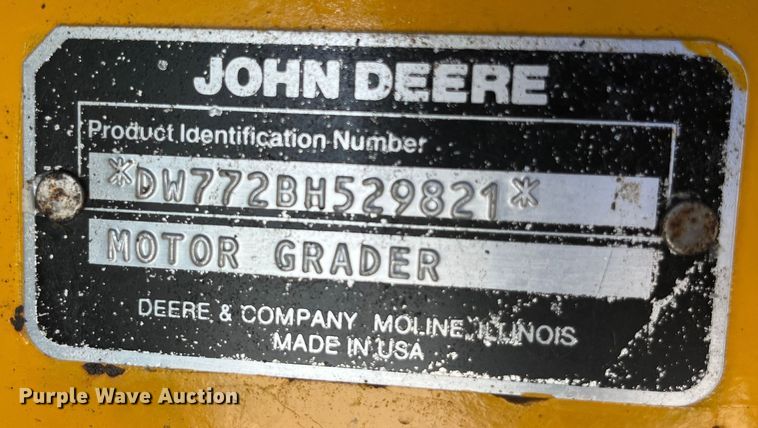 JOHN DEERE
Product Identification Number
*DW772BH529821*
MOTOR GRADER
DEERE & COMPANY MOLINE, ILLINOIS
MADE IN USA
Purple Wave Auction